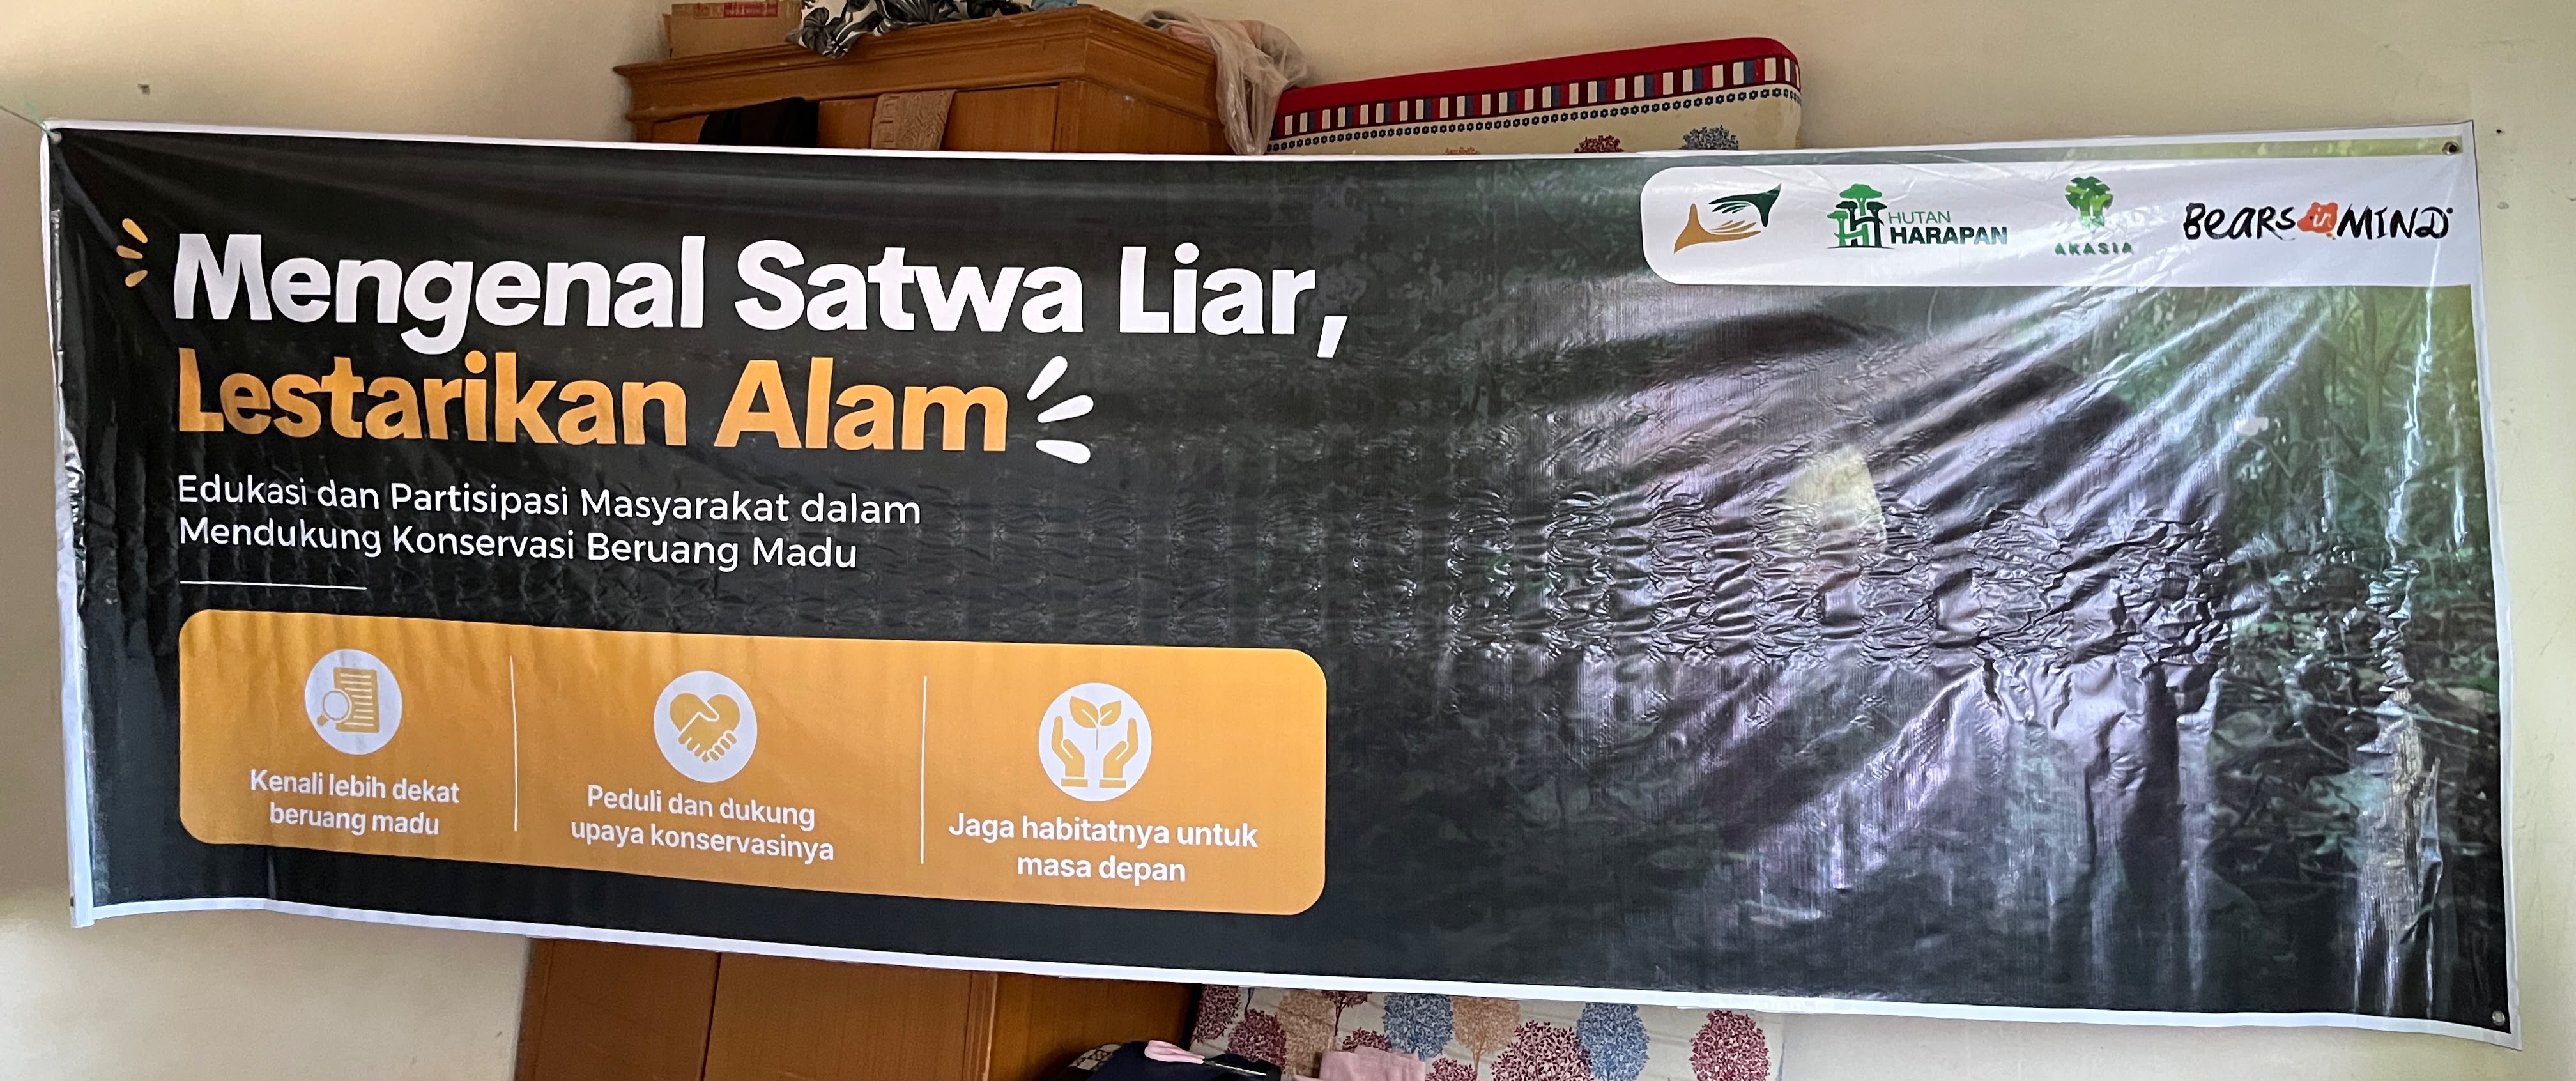 HUTAN
HARAPAN
AKASIA
BEARS in MIND
Mengenal Satwa Liar,
Lestarikan Alam
Edukasi dan Partisipasi Masyarakat dalam
Mendukung Konservasi Beruang Madu
Kenali lebih dekat
beruang madu
Peduli dan dukung
upaya konservasinya
Jaga habitatnya untuk
masa depan